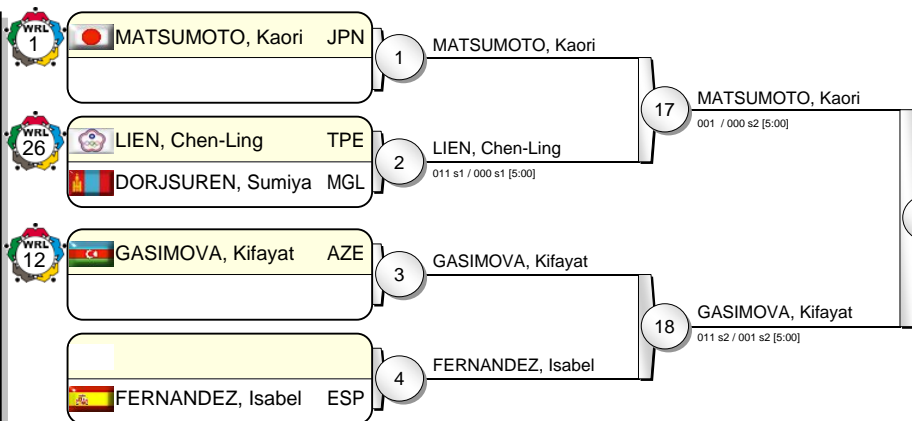 WRL
1
MATSUMOTO, Kaori JPN
1
MATSUMOTO, Kaori
17
MATSUMOTO, Kaori
001 / 000 s2 [5:00]
WRL
26
LIEN, Chen-Ling TPE
DORJSUREN, Sumiya MGL
2
LIEN, Chen-Ling
011 s1 / 000 s1 [5:00]
WRL
12
GASIMOVA, Kifayat AZE
3
GASIMOVA, Kifayat
18
GASIMOVA, Kifayat
011 s2 / 001 s2 [5:00]
FERNANDEZ, Isabel ESP
4
FERNANDEZ, Isabel